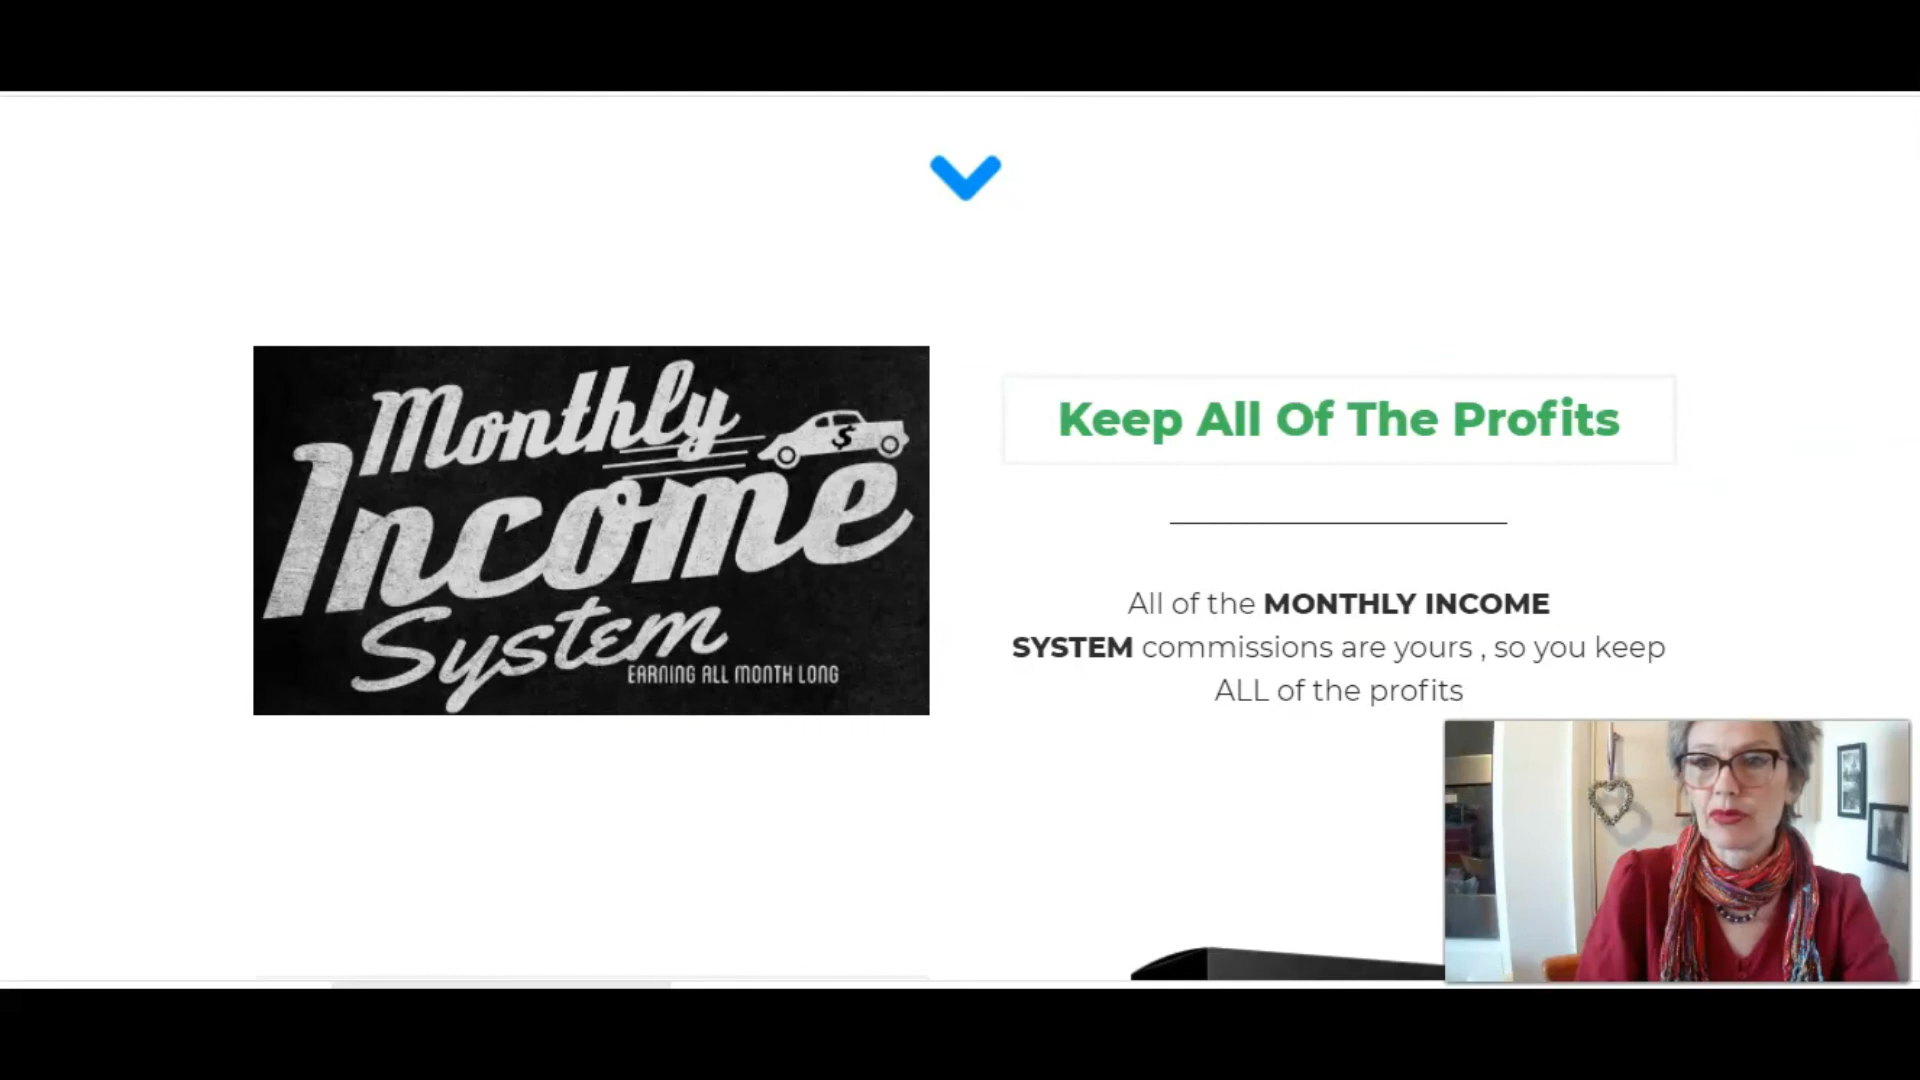 Monthly
$
Income
System
EARNING ALL MONTH LONG
Keep All Of The Profits
All of the MONTHLY INCOME
SYSTEM commissions are yours , so you keep
ALL of the profits